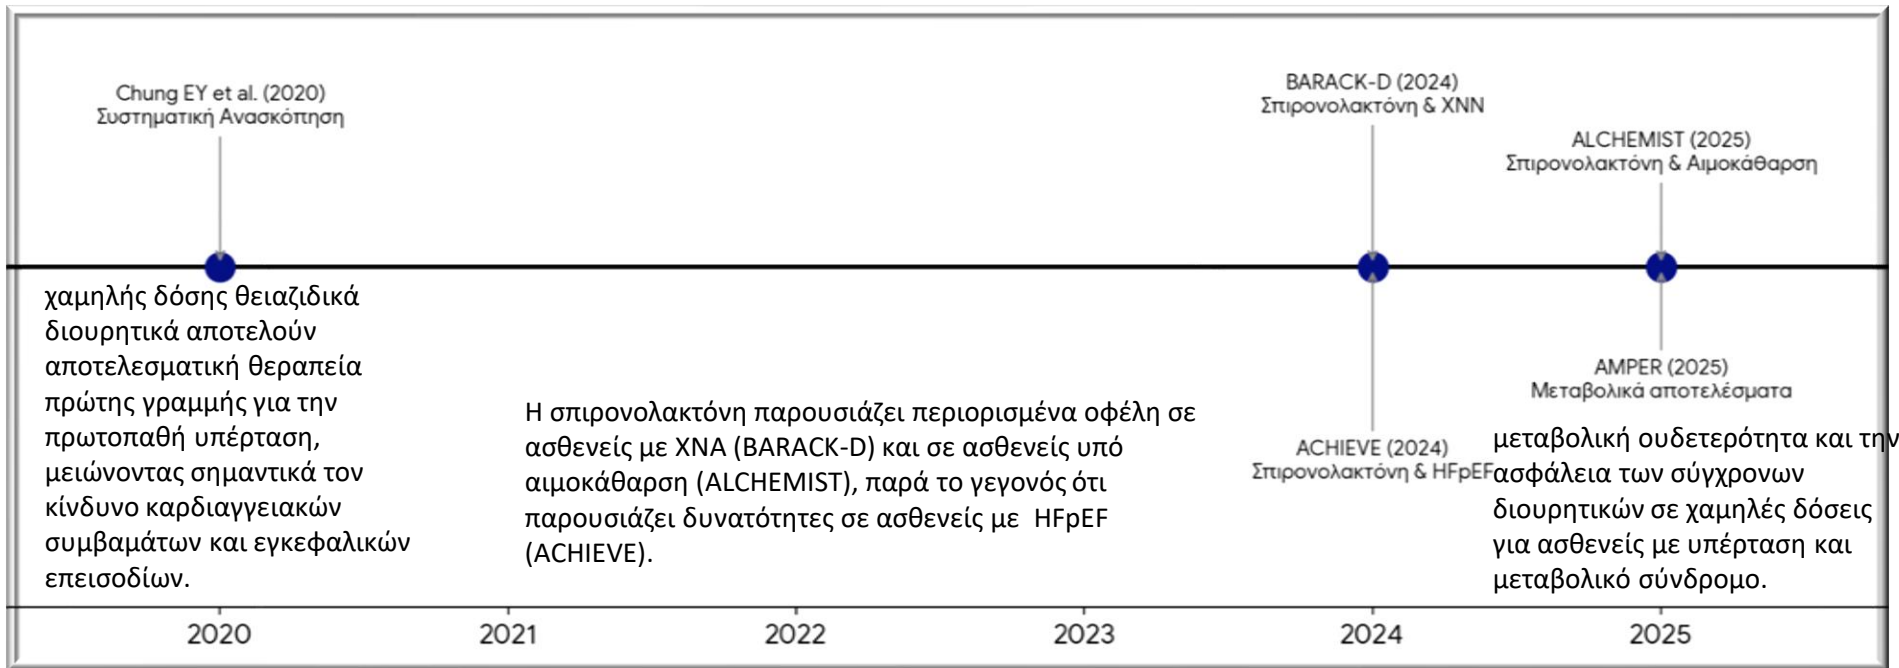 Chung EY et al. (2020)
Συστηματική Ανασκόπηση
BARACK-D (2024)
Σπιρονολακτόνη & ΧΝΝ
ALCHEMIST (2025)
Σπιρονολακτόνη & Αιμοκάθαρση
χαμηλής δόσης θειαζιδικά
διουρητικά αποτελούν
αποτελεσματική θεραπεία
πρώτης γραμμής για την
πρωτοπαθή υπέρταση,
μειώνοντας σημαντικά τον
κίνδυνο καρδιαγγειακών
συμβαμάτων και εγκεφαλικών
επεισοδίων.
Η σπιρονολακτόνη παρουσιάζει περιορισμένα οφέλη σε
ασθενείς με ΧΝΑ (BARACK-D) και σε ασθενείς υπό
αιμοκάθαρση (ALCHEMIST), παρά το γεγονός ότι
παρουσιάζει δυνατότητες σε ασθενείς με HFpEF
(ACHIEVE).
ACHIEVE (2024)
Σπιρονολακτόνη & HFpEF
AMPER (2025)
Μεταβολικά αποτελέσματα
μεταβολική ουδετερότητα και την
ασφάλεια των σύγχρονων
διουρητικών σε χαμηλές δόσεις
για ασθενείς με υπέρταση και
μεταβολικό σύνδρομο.
2020 2021 2022 2023 2024 2025